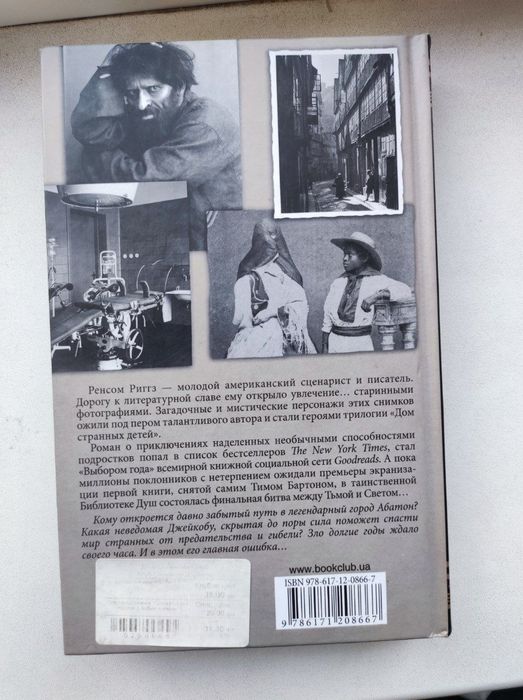 Ренсом Риггз — молодой американский сценарист и писатель.
Дорогу к литературной славе ему открыло увлечение… старинными
фотографиями. Загадочные и мистические персонажи этих снимков
ожили под пером талантливого автора и стали героями трилогии «Дом
странных детей».
Роман о приключениях наделенных необычными способностями
подростков попал в список бестселлеров The New York Times, стал
«Выбором года» всемирной книжной социальной сети Goodreads. А пока
миллионы поклонников с нетерпением ожидали премьеры экраниза-
ции первой книги, снятой самим Тимом Бартоном, в таинственной
Библиотеке Душ состоялась финальная битва между Тьмой и Светом…
Кому откроется давно забытый путь в легендарный город Абатон?
Какая неведомая Джейкобу, скрытая до поры сила поможет спасти
мир странных от предательства и гибели? Зло долгие годы ждало
своего часа. И в этом его главная ошибка…
www.bookclub.ua
ISBN 978-617-12-0866-7
9 786171 208667